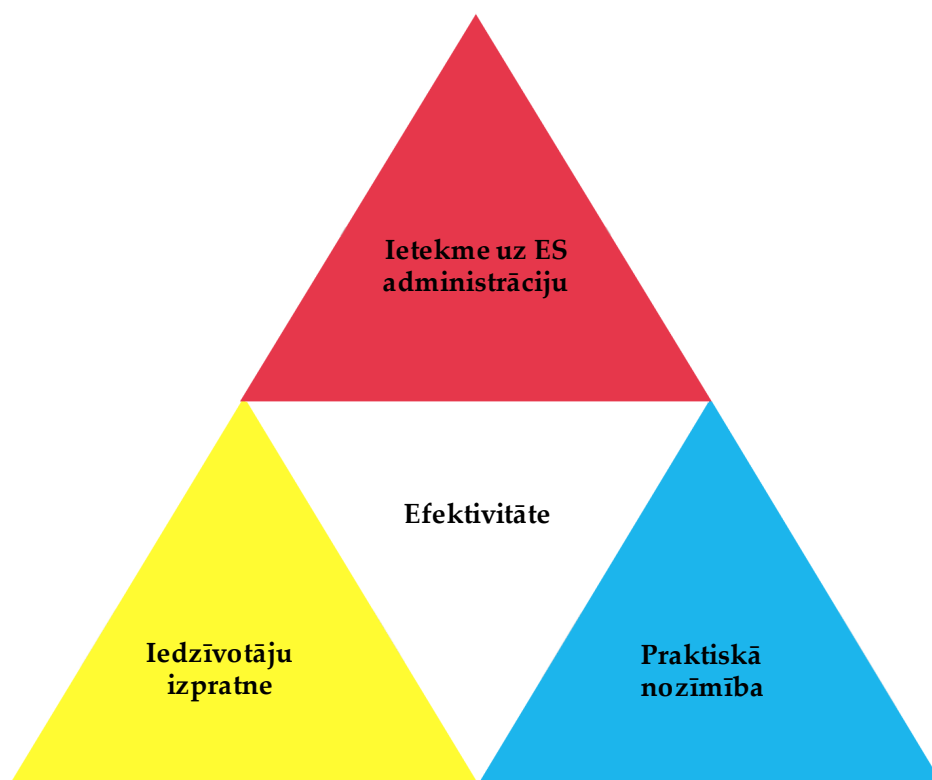 Ietekme uz ES
administrāciju
Efektivitāte
Iedzīvotāju
izpratne
Praktiskā
nozīmība